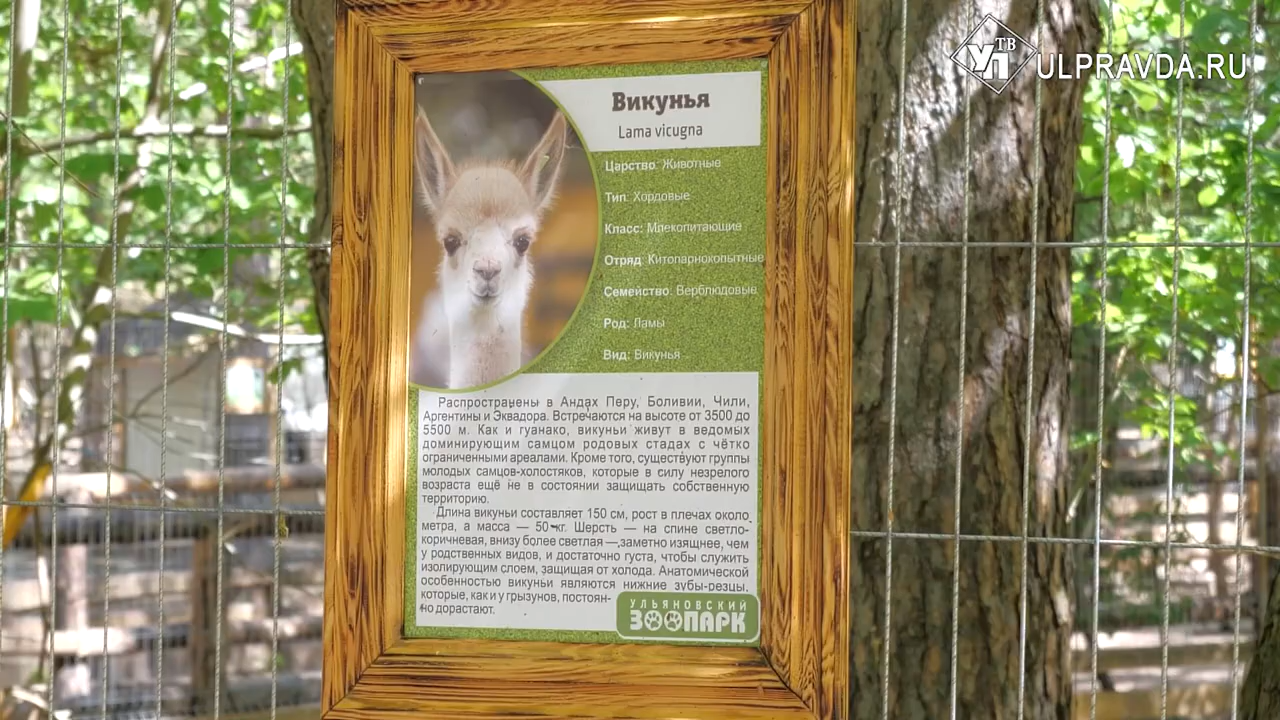 УП ТВ ULPRAVDA.RU
Викунья
Lama vicugna
Царство: Животные
Тип: Хордовые
Класс: Млекопитающие
Отряд: Китопарнокопытные
Семейство: Верблюдовые
Род: Ламы
Вид: Викунья
Распространены в Андах Перу, Боливии, Чили,
Аргентины и Эквадора. Встречаются на высоте от 3500 до
5500 м. Как и гуанако, викуньи живут в ведомых
доминирующим самцом родовых стадах с чётко
ограниченными ареалами. Кроме того, существуют группы
молодых самцов-холостяков, которые в силу незрелого
возраста ещё не в состоянии защищать собственную
территорию.
Длина викуньи составляет 150 см, рост в плечах около
метра, а масса — 50 кг. Шерсть — на спине светло-
коричневая, внизу более светлая — заметно изящнее, чем
у родственных видов, и достаточно густа, чтобы служить
изолирующим слоем, защищая от холода. Анатомической
особенностью викуньи являются нижние зубы-резцы,
которые, как и у грызунов, постоян-
но дорастают.
УЛЬЯНОВСКИЙ
ЗООПАРК